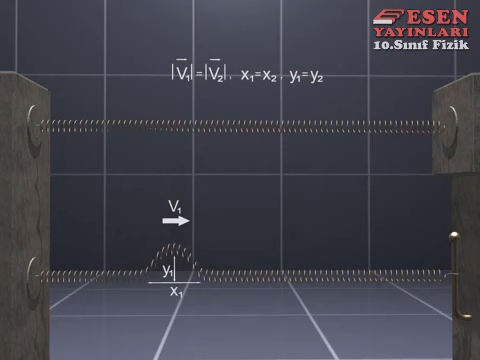 ESEN
YAYINLARI
10.Sınıf Fizik
|V⃗₁|=|V⃗₂|, x₁=x₂, y₁=y₂
V₁
y₁
x₁